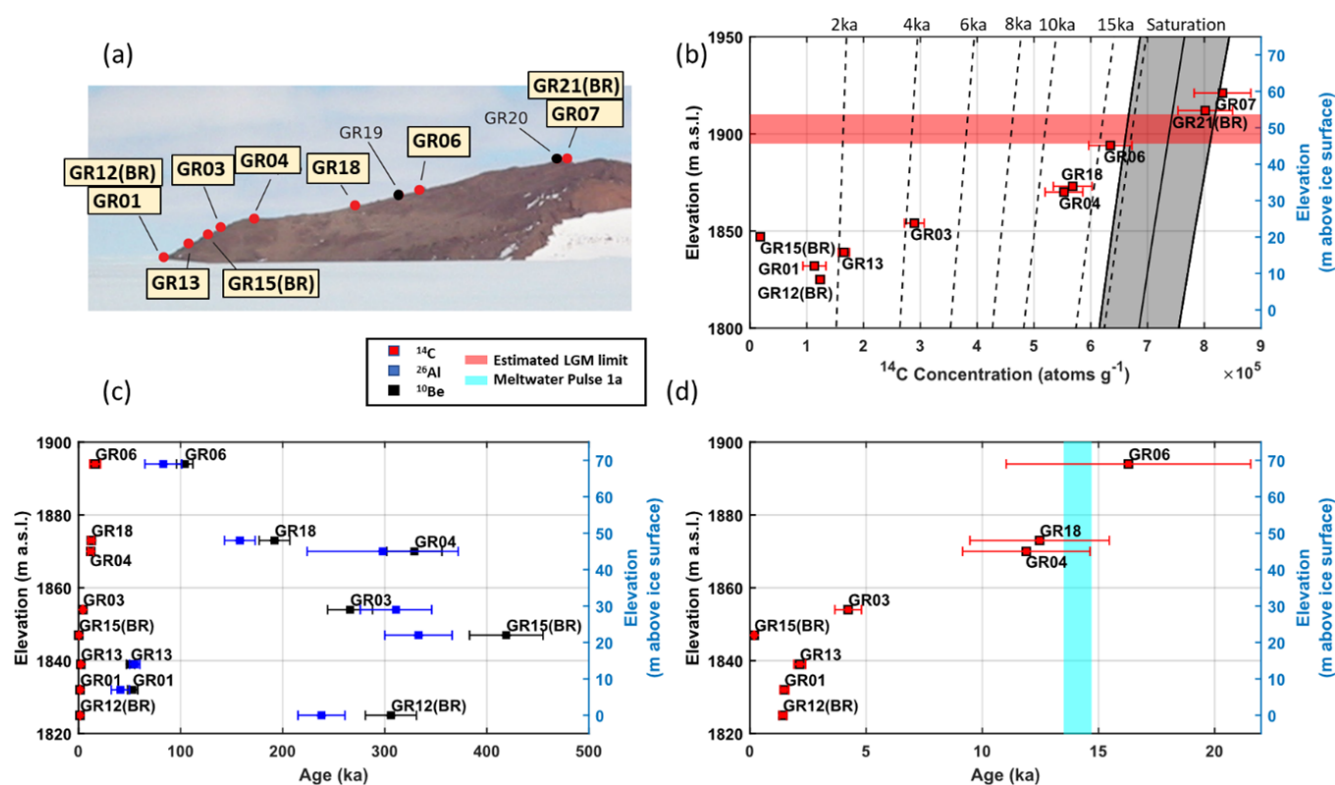 (a)
GR21(BR)
GR07
GR20
GR19
GR06
GR04
GR03
GR18
GR12(BR)
GR01
GR13
GR15(BR)
(b)
2ka 4ka 6ka 8ka 10ka 15ka Saturation
1950
1900
1850
1800
Elevation (m a.s.l.)
70
60
50
40
30
20
10
0
Elevation
(m above ice surface)
GR07
GR21(BR)
GR06
GR18
GR04
GR03
GR15(BR)
GR13
GR01
GR12(BR)
0 1 2 3 4 5 6 7 8 9
¹⁴C Concentration (atoms g⁻¹)
×10⁵
¹⁴C
²⁶Al
¹⁰Be
Estimated LGM limit
Meltwater Pulse 1a
(c)
1900
1880
1860
1840
1820
Elevation (m a.s.l.)
70
60
50
40
30
20
10
0
Elevation
(m above ice surface)
GR06 GR06
GR18 GR18
GR04 GR04
GR03 GR03
GR15(BR) GR15(BR)
GR13 GR13
GR01 GR01
GR12(BR) GR12(BR)
0 100 200 300 400 500
Age (ka)
(d)
1900
1880
1860
1840
1820
Elevation (m a.s.l.)
70
60
50
40
30
20
10
0
Elevation
(m above ice surface)
GR06
GR18
GR04
GR03
GR15(BR)
GR13
GR01
GR12(BR)
0 5 10 15 20
Age (ka)